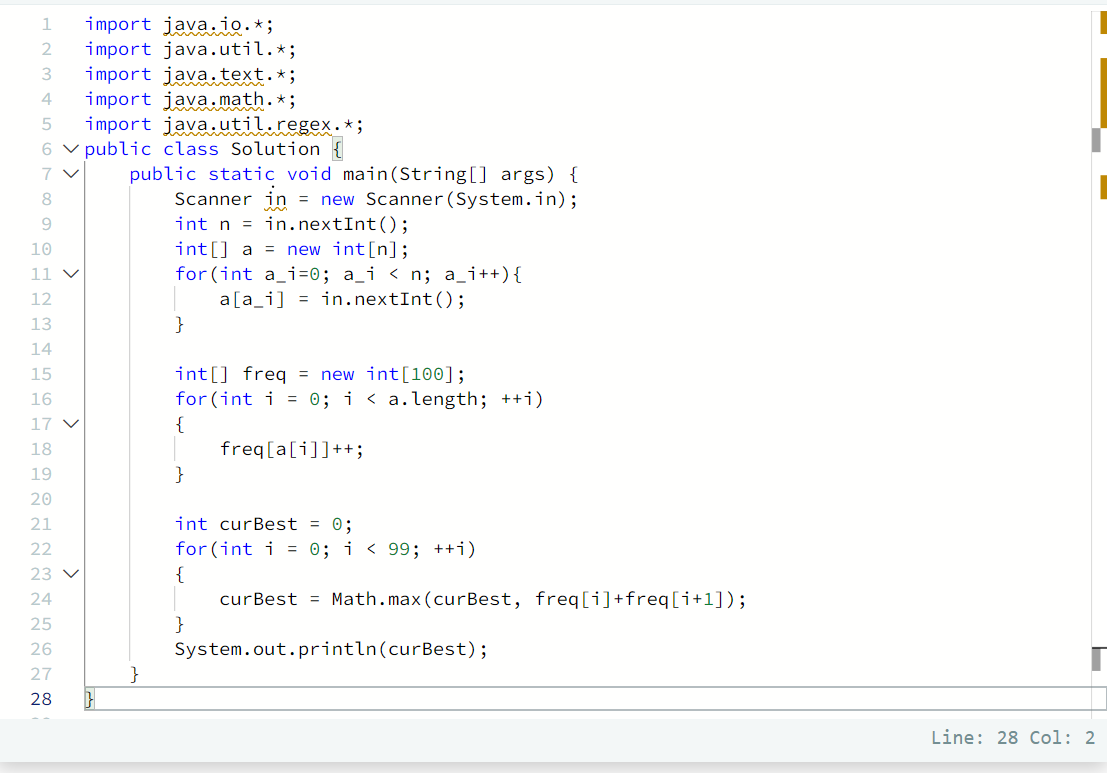 1 import java.io.*;
2 import java.util.*;
3 import java.text.*;
4 import java.math.*;
5 import java.util.regex.*;
6 public class Solution {
7     public static void main(String[] args) {
8         Scanner in = new Scanner(System.in);
9         int n = in.nextInt();
10         int[] a = new int[n];
11         for(int a_i=0; a_i < n; a_i++){
12             a[a_i] = in.nextInt();
13         }
14
15         int[] freq = new int[100];
16         for(int i = 0; i < a.length; ++i)
17         {
18             freq[a[i]]++;
19         }
20
21         int curBest = 0;
22         for(int i = 0; i < 99; ++i)
23         {
24             curBest = Math.max(curBest, freq[i]+freq[i+1]);
25         }
26         System.out.println(curBest);
27     }
28 }
Line: 28 Col: 2